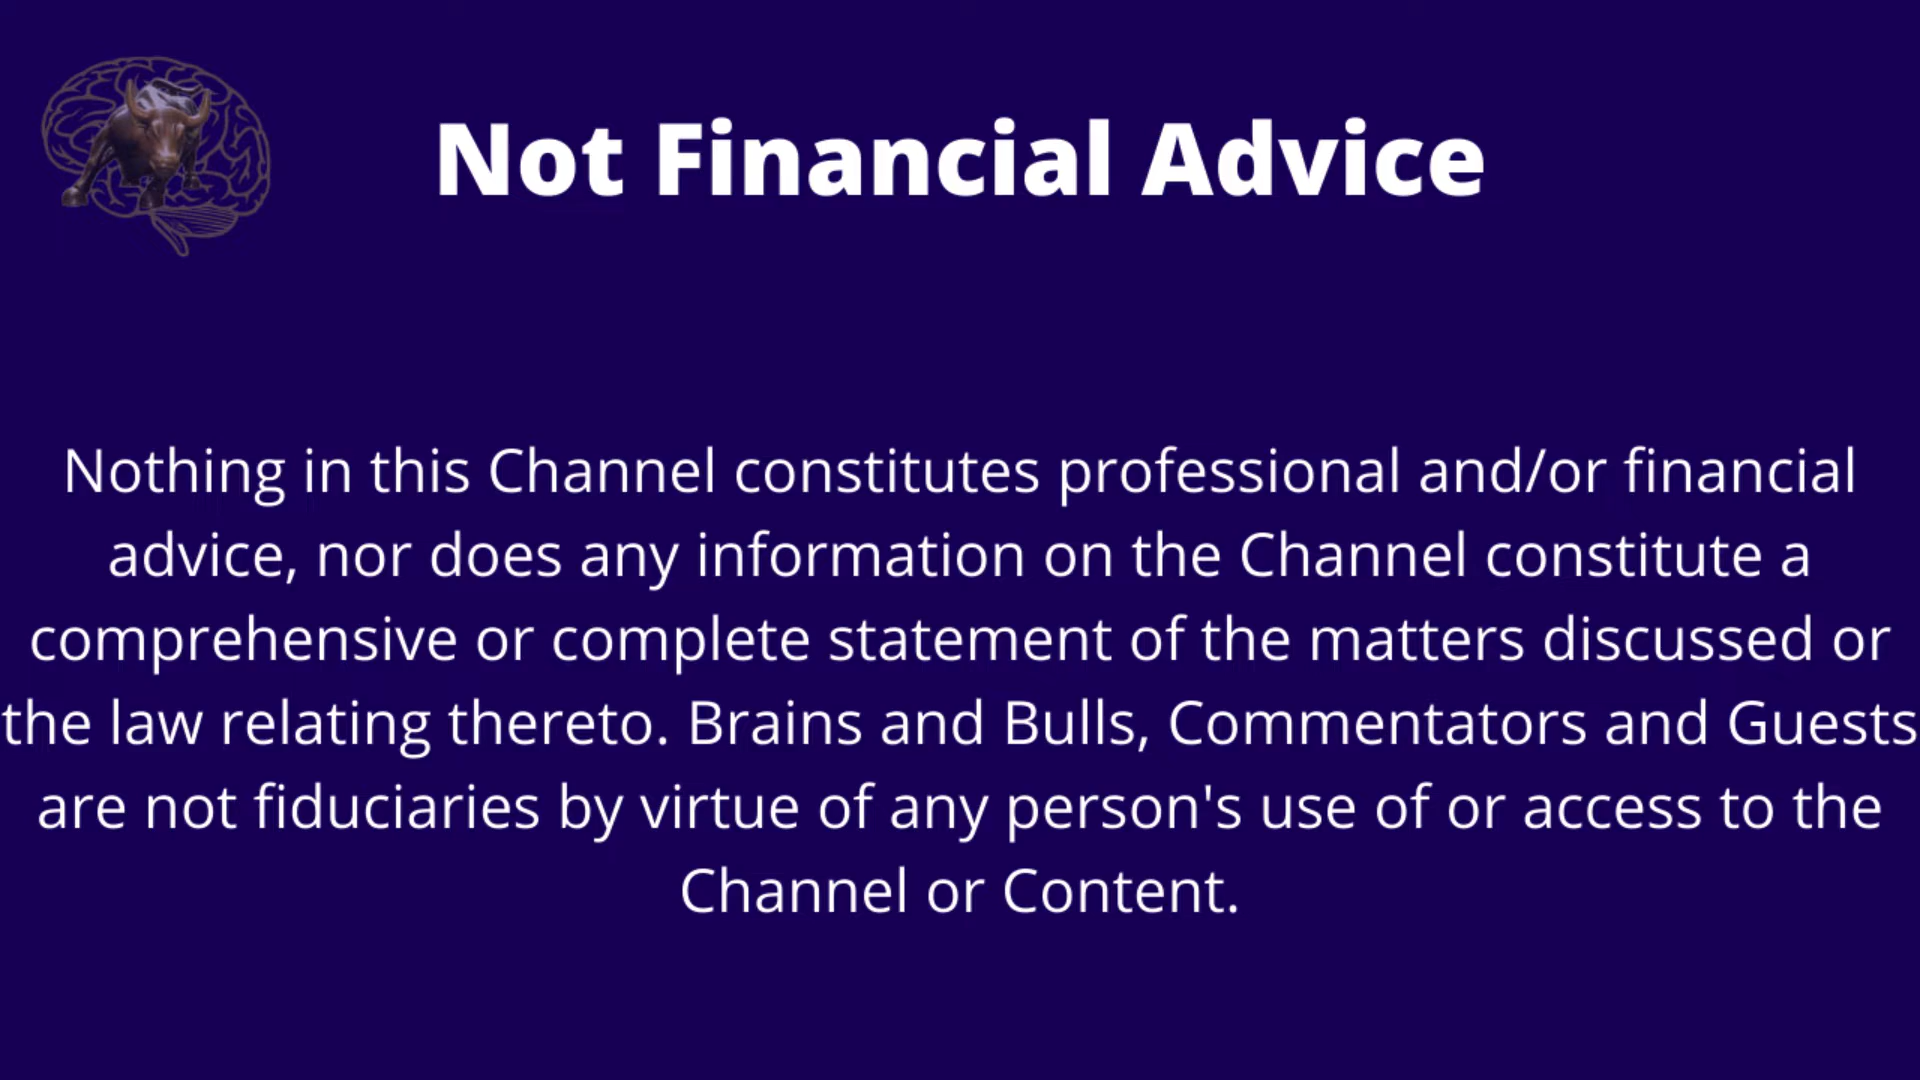 Not Financial Advice
Nothing in this Channel constitutes professional and/or financial
advice, nor does any information on the Channel constitute a
comprehensive or complete statement of the matters discussed or
the law relating thereto. Brains and Bulls, Commentators and Guests
are not fiduciaries by virtue of any person's use of or access to the
Channel or Content.